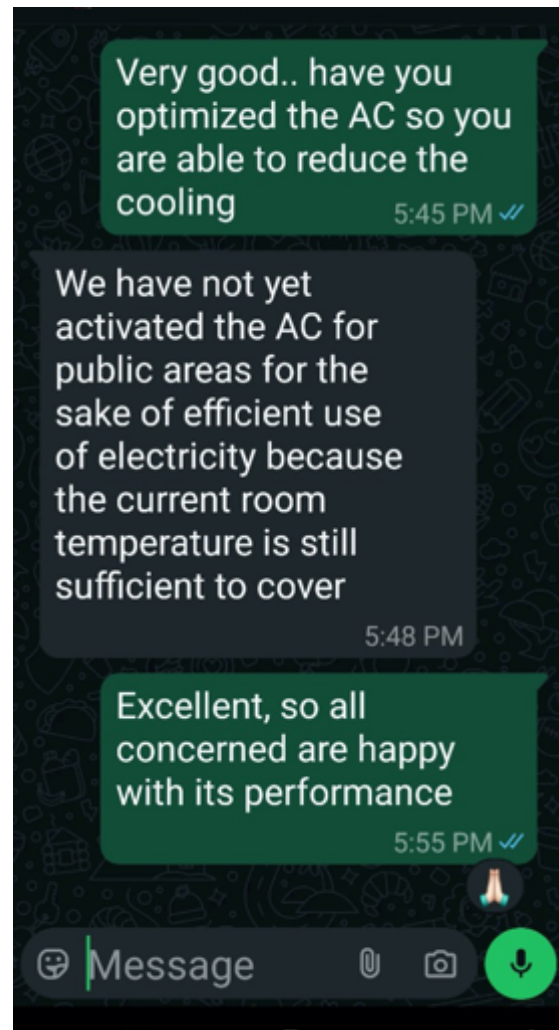 Very good.. have you
optimized the AC so you
are able to reduce the
cooling
5:45 PM
We have not yet
activated the AC for
public areas for the
sake of efficient use
of electricity because
the current room
temperature is still
sufficient to cover
5:48 PM
Excellent, so all
concerned are happy
with its performance
5:55 PM
Message